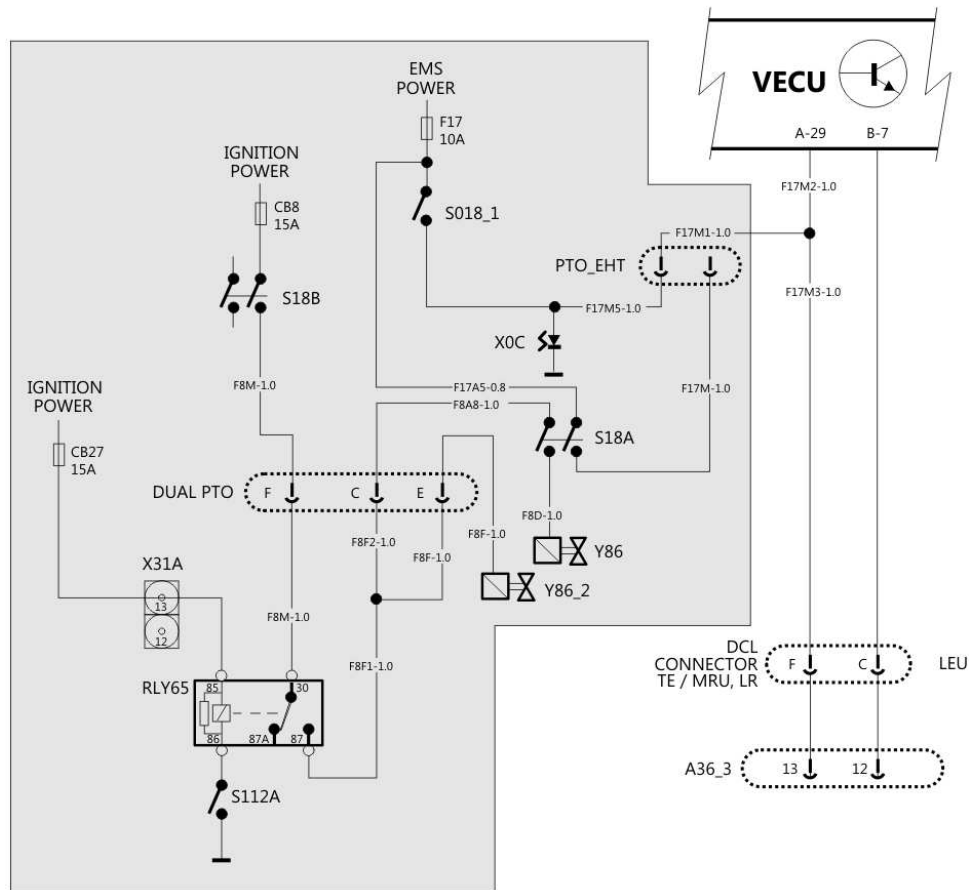 EMS
POWER
F17
10A
VECU
A-29 B-7
IGNITION
POWER
CB8
15A
S018_1
F17M2-1.0
F17M1-1.0
PTO_EHT
S18B
F17M5-1.0
F17M3-1.0
X0C
F8M-1.0
F17A5-0.8
F8A8-1.0
F17M-1.0
IGNITION
POWER
CB27
15A
S18A
DUAL PTO F C E
F8D-1.0
F8F2-1.0
F8F-1.0
F8F-1.0
Y86
Y86_2
X31A
13
12
F8M-1.0
F8F1-1.0
DCL
CONNECTOR
TE / MRU, LR
F C LEU
RLY65
85 30
86 87A 87
A36_3 13 12
S112A